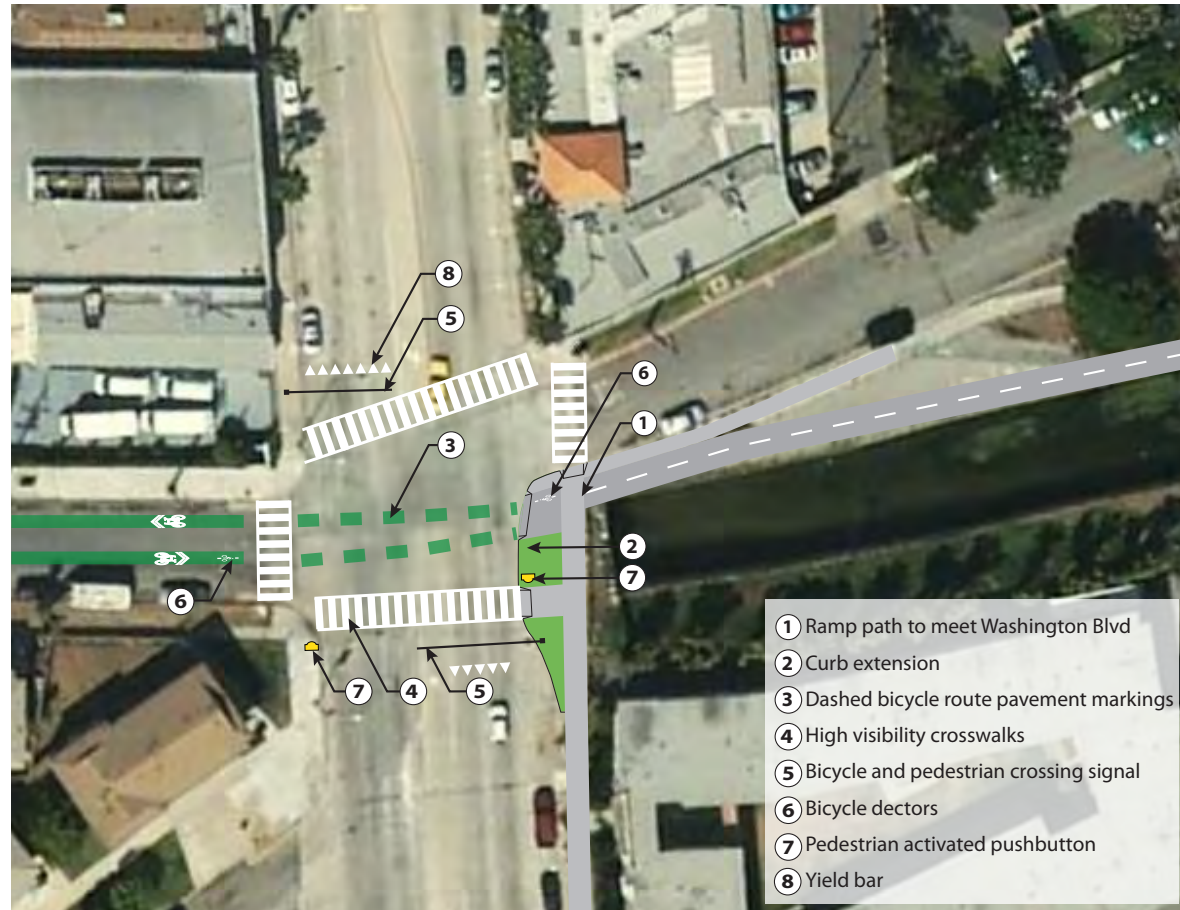 8
5
6
1
3
2
7
6
7
4
5
1 Ramp path to meet Washington Blvd
2 Curb extension
3 Dashed bicycle route pavement markings
4 High visibility crosswalks
5 Bicycle and pedestrian crossing signal
6 Bicycle dectors
7 Pedestrian activated pushbutton
8 Yield bar